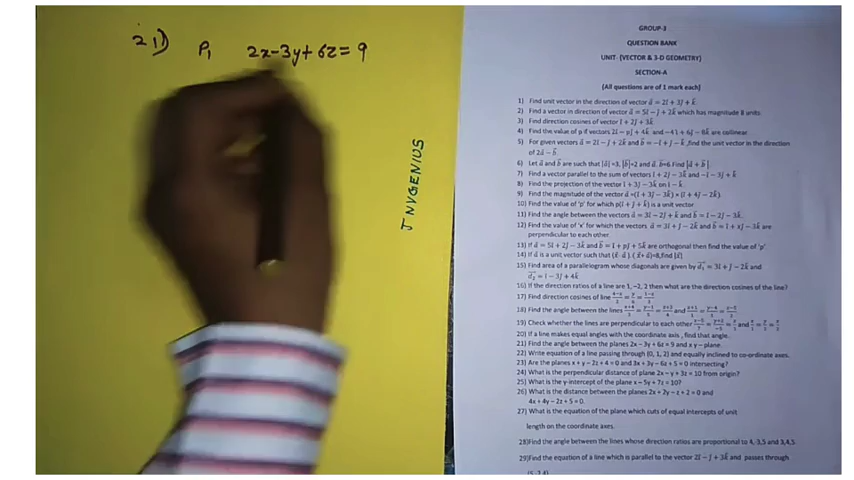 21) P₁ 2x-3y+6z=9
JNVGENIUS
GROUP-3
QUESTION BANK
UNIT- [VECTOR & 3-D GEOMETRY]
SECTION-A
(All questions are of 1 mark each)
1) Find unit vector in the direction of vector a⃗ = 2î + 3ĵ + k̂
2) Find a vector in direction of vector a⃗ = 5î − ĵ + 2k̂ which has magnitude 8 units.
3) Find direction cosines of vector î + 2ĵ + 3k̂
4) Find the value of p if vectors 2î − pĵ + 4k̂ and −4î + 6ĵ − 8k̂ are collinear.
5) For given vectors a⃗ = 2î − ĵ + 2k̂ and b⃗ = −î + ĵ − k̂ ,find the unit vector in the direction
of 2a⃗ − b⃗
6) Let a⃗ and b⃗ are such that |a⃗| =3, |b⃗|=2 and a⃗. b⃗=6.Find |a⃗ + b⃗|
7) Find a vector parallel to the sum of vectors î + 2ĵ − 3k̂ and −î − 3ĵ + k̂
8) Find the projection of the vector î + 3ĵ − 3k̂ on î − k̂.
9) Find the magnitude of the vector a⃗ =(î + 3ĵ − 3k̂) × (î + 4ĵ − 2k̂)
10) Find the value of 'p' for which p(î + ĵ + k̂) is a unit vector
11) Find the angle between the vectors a⃗ = 3î − 2ĵ + k̂ and b⃗ = î − 2ĵ − 3k̂.
12) Find the value of 'x' for which the vectors a⃗ = 3î + ĵ − 2k̂ and b⃗ = î + xĵ − 3k̂ are
perpendicular to each other.
13) If a⃗ = 5î + 2ĵ − 3k̂ and b⃗ = î + pĵ + 5k̂ are orthogonal then find the value of 'p'.
14) If a⃗ is a unit vector such that (x⃗ − a⃗ ). ( x⃗ + a⃗)=8,find |x⃗|
15) Find area of a parallelogram whose diagonals are given by d₁ = 3î + ĵ − 2k̂ and
d₂ = î − 3ĵ + 4k̂
16) If the direction ratios of a line are 1, −2, 2 then what are the direction cosines of the line?
17) Find direction cosines of line
18) Find the angle between the lines and
19) Check whether the lines are perpendicular to each other and
20) If a line makes equal angles with the coordinate axis , find that angle.
21) Find the angle between the planes 2x − 3y + 6z = 9 and x y − plane.
22) Write equation of a line passing through (0, 1, 2) and equally inclined to co-ordinate axes.
23) Are the planes x + y − 2z + 4 = 0 and 3x + 3y − 6z + 5 = 0 intersecting?
24) What is the perpendicular distance of plane 2x − y + 3z = 10 from origin?
25) What is the y-intercept of the plane x − 5y + 7z = 10?
26) What is the distance between the planes 2x + 2y − z + 2 = 0 and
4x + 4y − 2z + 5 = 0.
27) What is the equation of the plane which cuts of equal intercepts of unit
length on the coordinate axes.
28)Find the angle between the lines whose direction ratios are proportional to 4,-3,5 and 3,4,5
29)Find the equation of a line which is parallel to the vector 2î − ĵ + 3k̂ and passes through